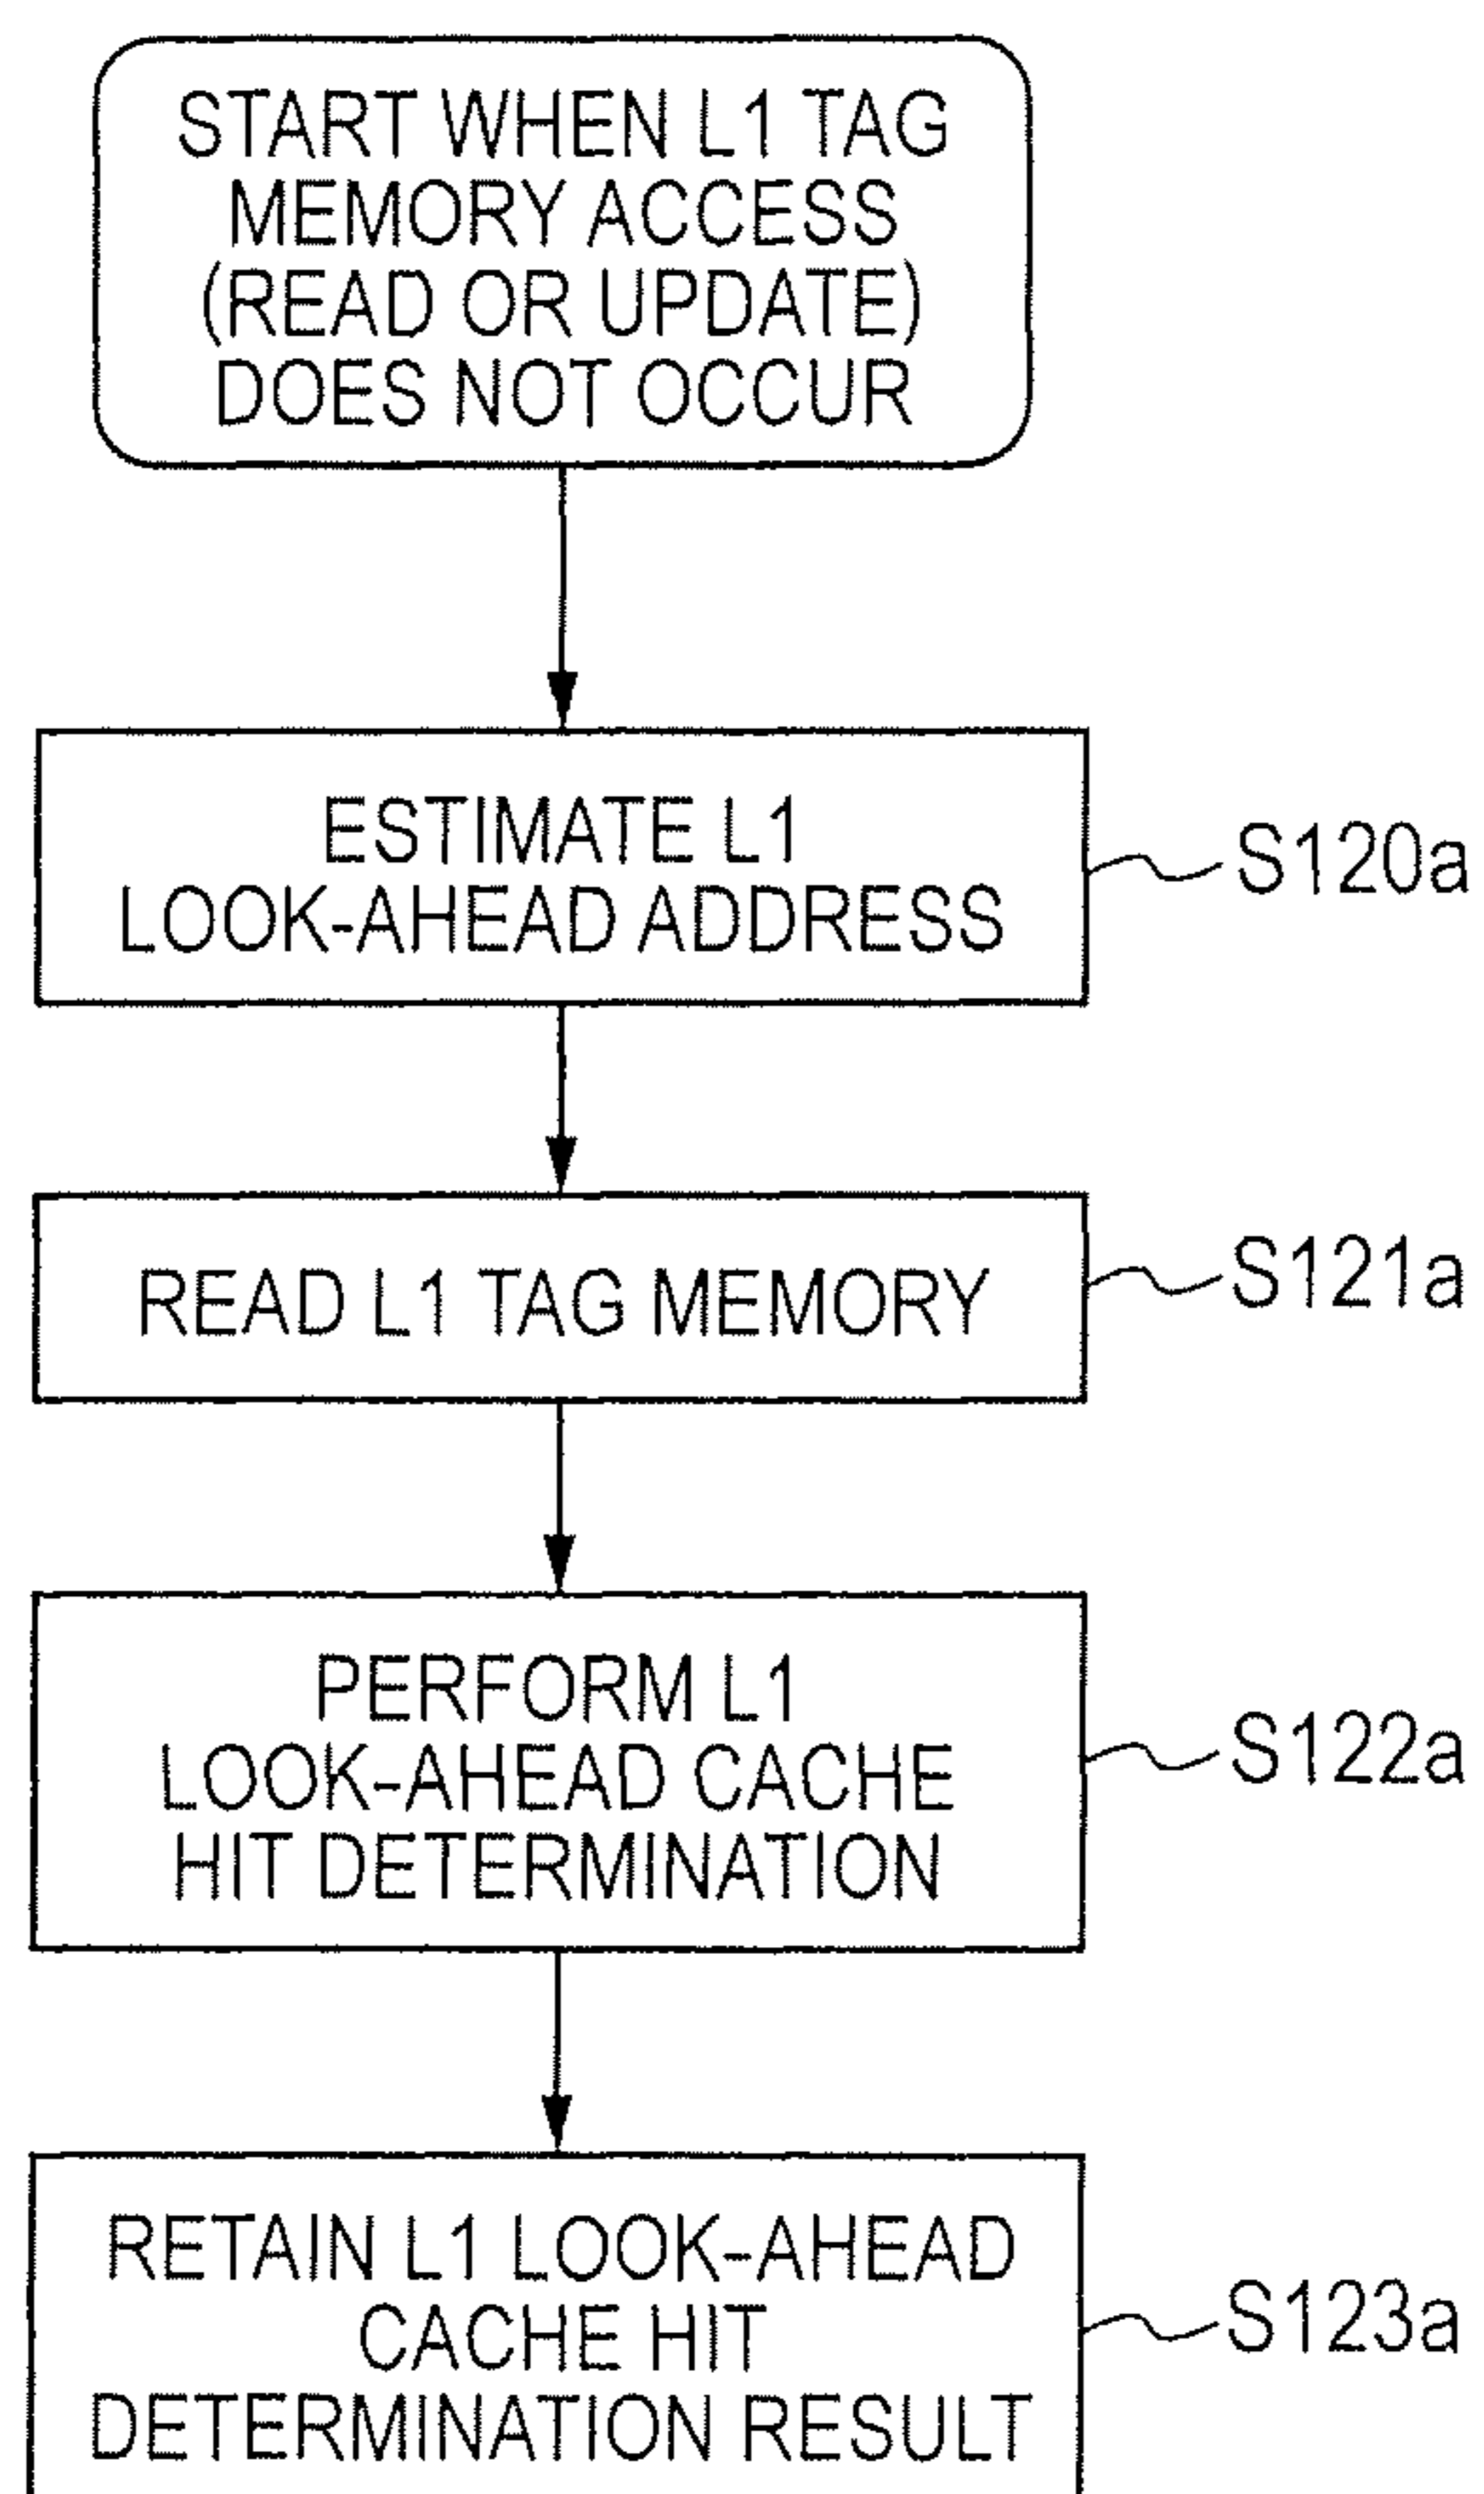 START WHEN L1 TAG
MEMORY ACCESS
(READ OR UPDATE)
DOES NOT OCCUR
ESTIMATE L1
LOOK-AHEAD ADDRESS
S120a
READ L1 TAG MEMORY
S121a
PERFORM L1
LOOK-AHEAD CACHE
HIT DETERMINATION
S122a
RETAIN L1 LOOK-AHEAD
CACHE HIT
DETERMINATION RESULT
S123a